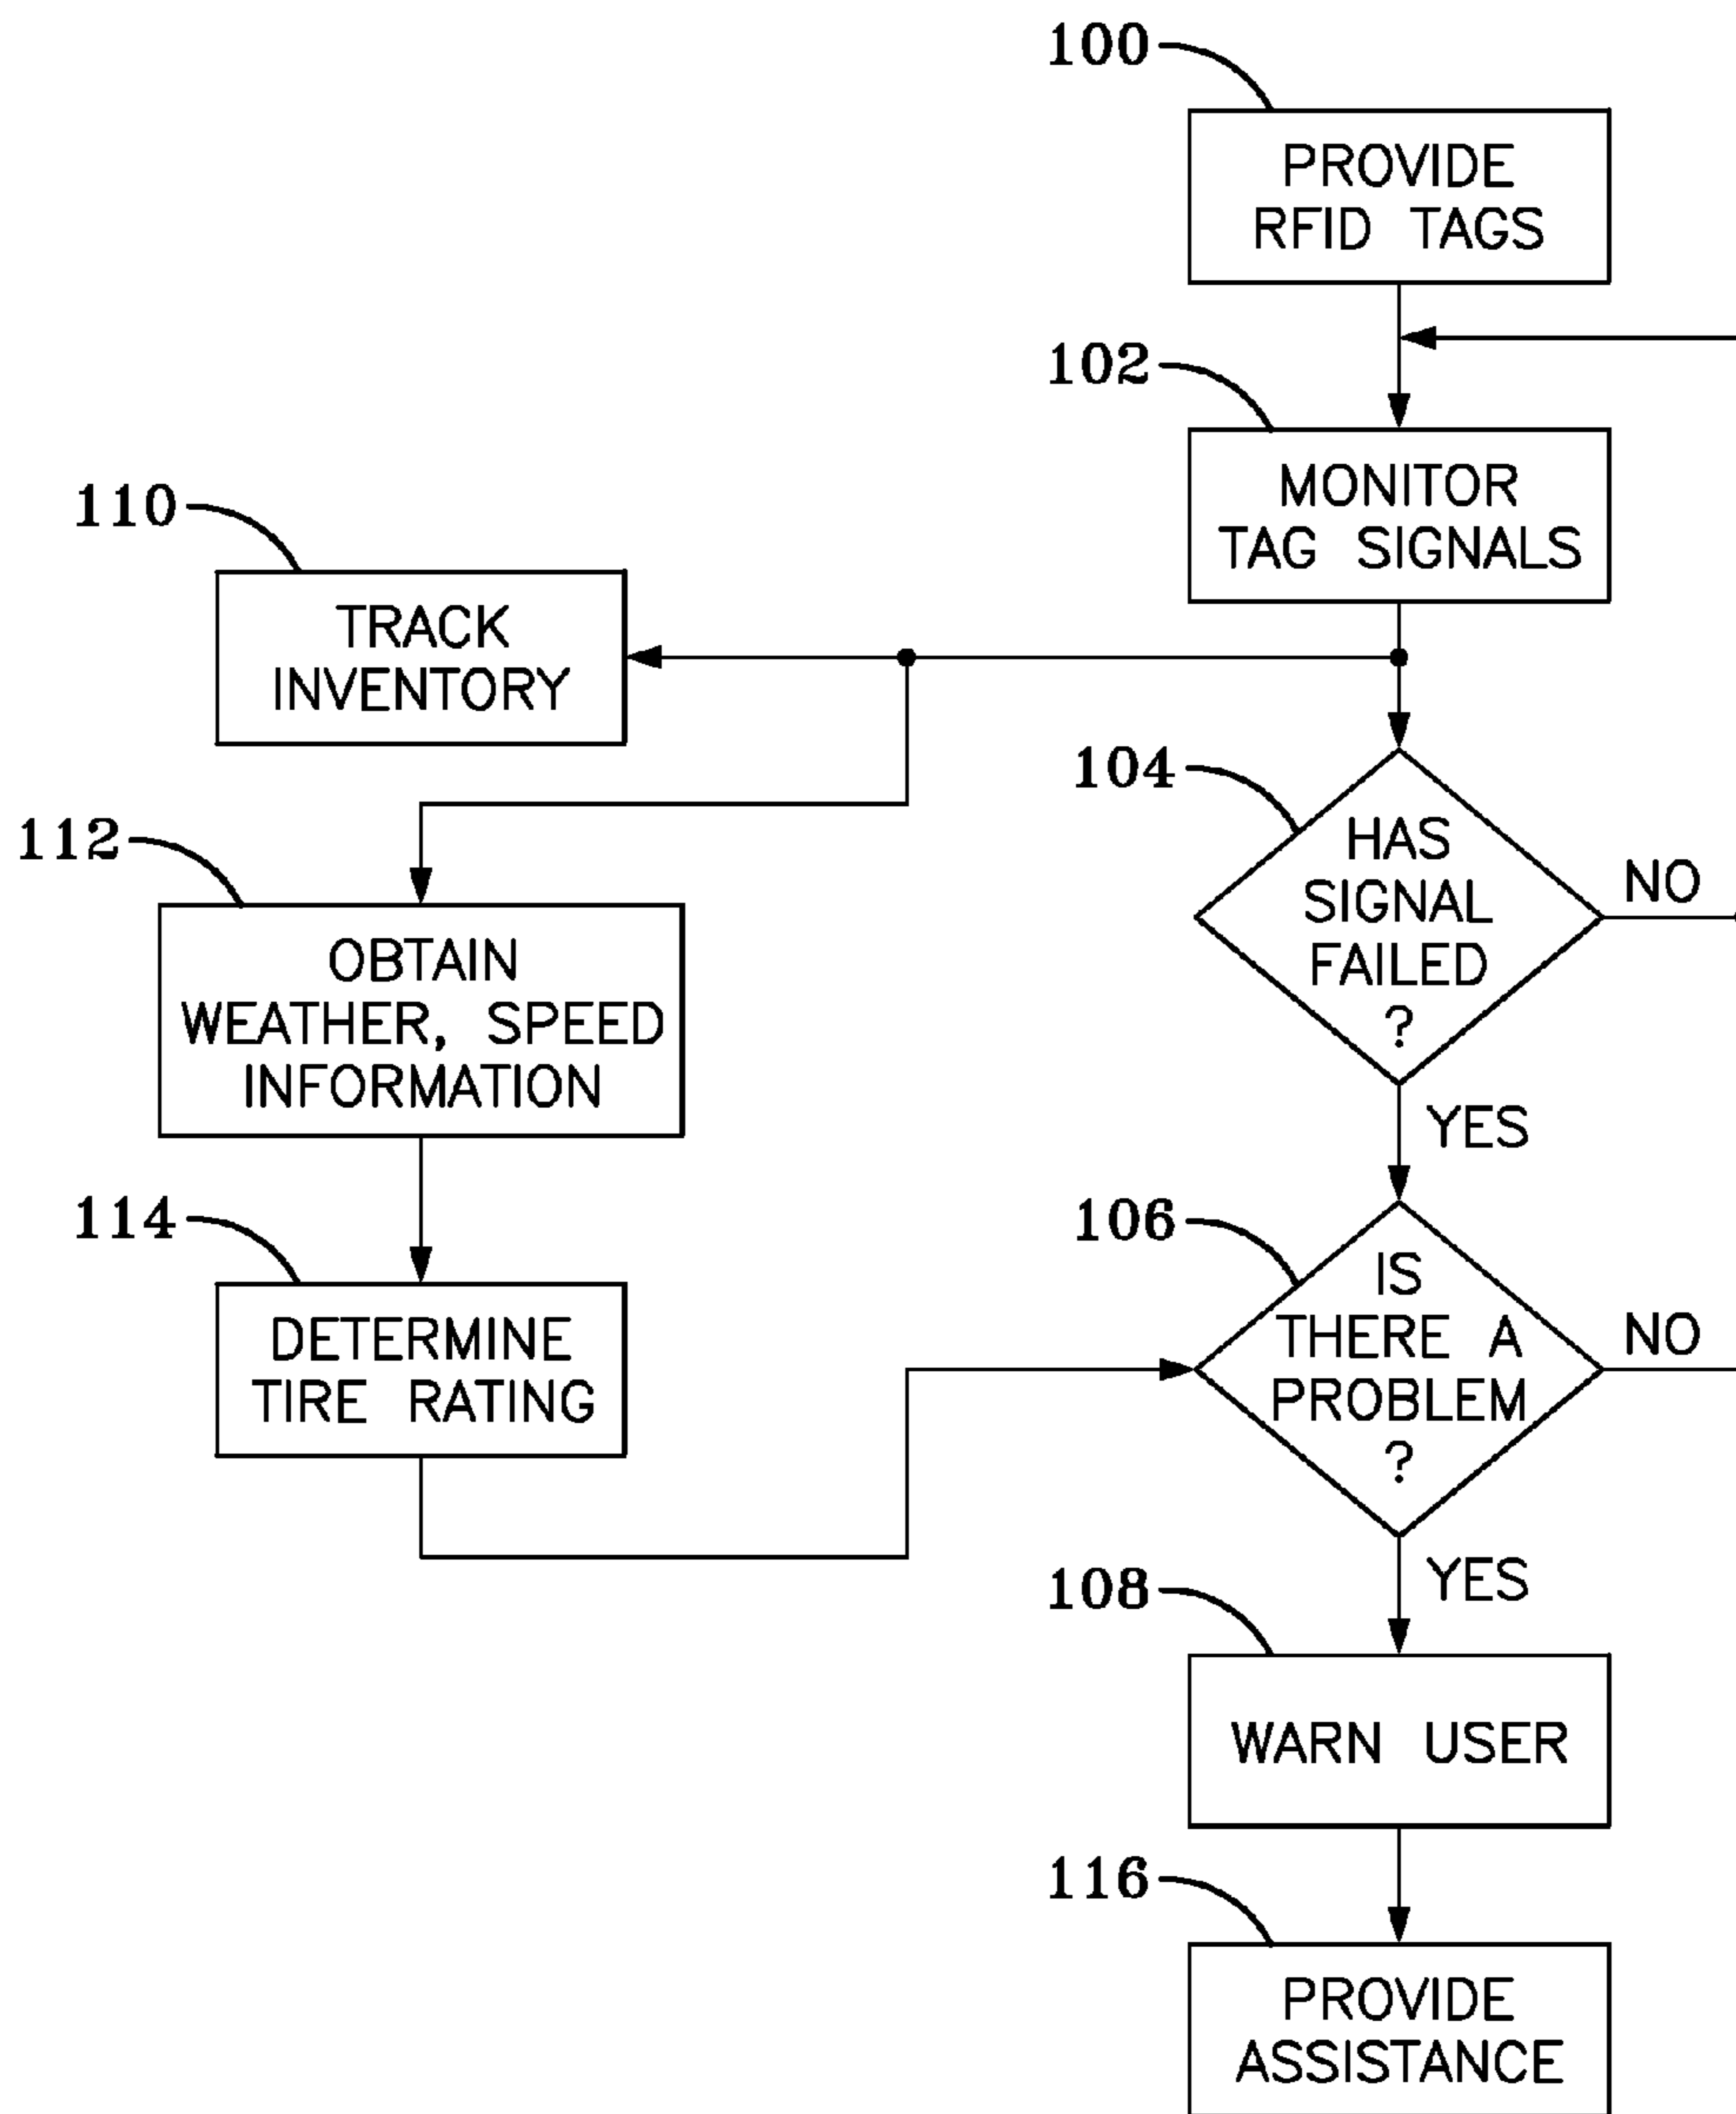 100
PROVIDE
RFID TAGS
102
MONITOR
TAG SIGNALS
110
TRACK
INVENTORY
104
HAS
SIGNAL
FAILED
?
NO
YES
112
OBTAIN
WEATHER, SPEED
INFORMATION
114
DETERMINE
TIRE RATING
106
IS
THERE A
PROBLEM
?
NO
YES
108
WARN USER
116
PROVIDE
ASSISTANCE